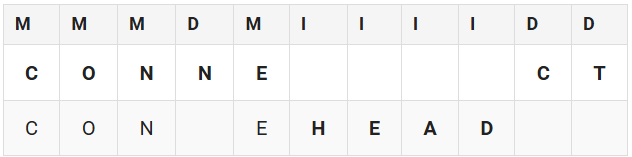 M M M D M I I I I D D
C O N N E C T
C O N E H E A D